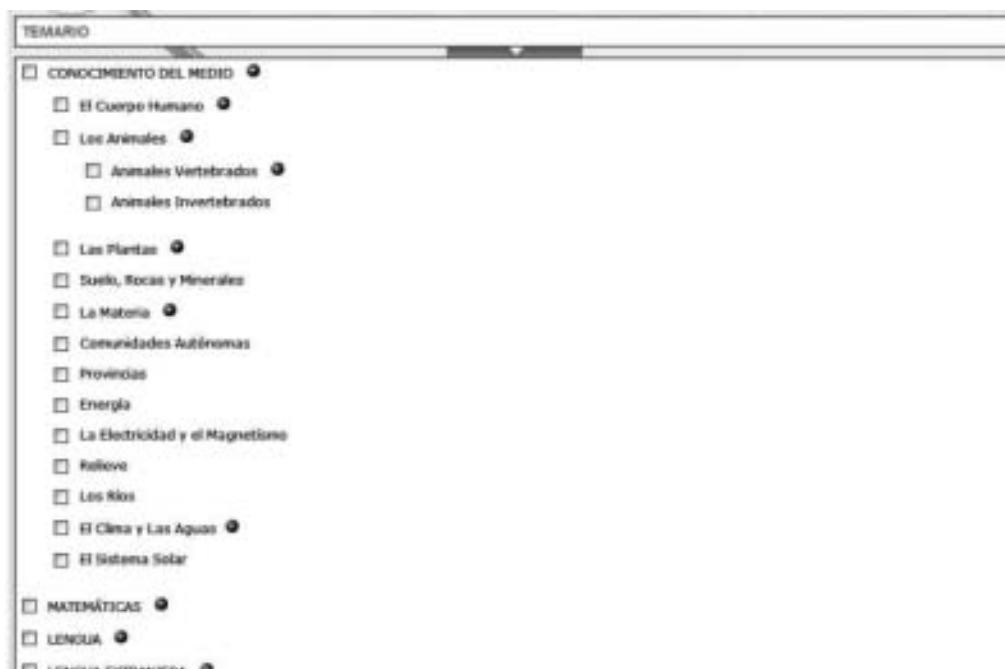 TEMARIO
CONOCIMIENTO DEL MEDIO
El Cuerpo Humano
Los Animales
Animales Vertebrados
Animales Invertebrados
Las Plantas
Suelo, Rocas y Minerales
La Materia
Comunidades Autónomas
Provincias
Energía
La Electricidad y el Magnetismo
Relieve
Los Ríos
El Clima y Las Aguas
El Sistema Solar
MATEMÁTICAS
LENGUA
LENGUA EXTRANJERA